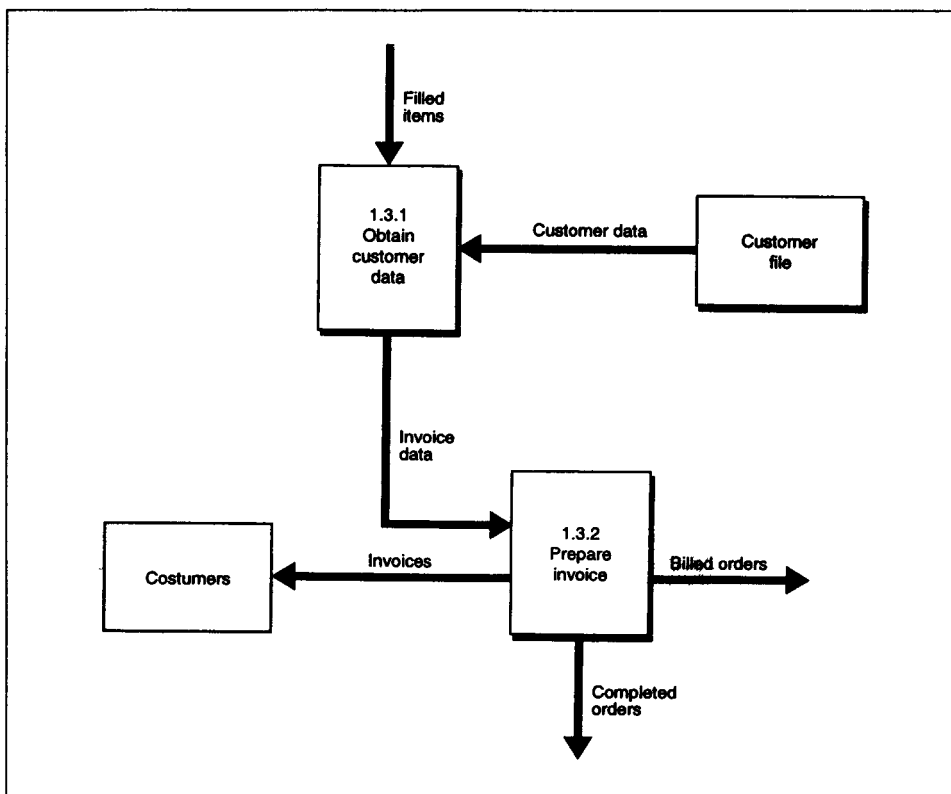 Filled
items
1.3.1
Obtain
customer
data
Customer data
Customer
file
Invoice
data
1.3.2
Prepare
invoice
Costumers
Invoices
Billed orders
Completed
orders